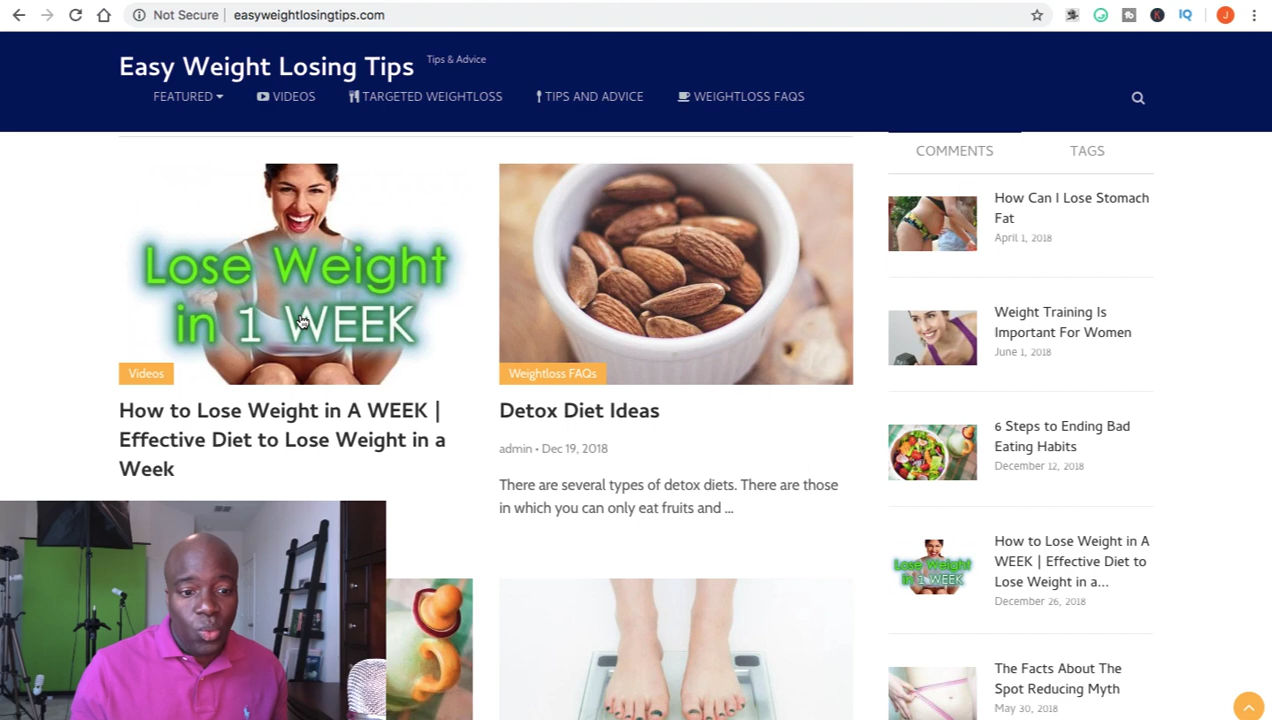 Not Secure | easyweightlosingtips.com
IQ
J
Easy Weight Losing Tips
Tips & Advice
FEATURED
VIDEOS
TARGETED WEIGHTLOSS
TIPS AND ADVICE
WEIGHTLOSS FAQS
Lose Weight
in 1 WEEK
Videos
How to Lose Weight in A WEEK |
Effective Diet to Lose Weight in a
Week
Weightloss FAQs
Detox Diet Ideas
admin • Dec 19, 2018
There are several types of detox diets. There are those
in which you can only eat fruits and ...
COMMENTS
TAGS
How Can I Lose Stomach
Fat
April 1, 2018
Weight Training Is
Important For Women
June 1, 2018
6 Steps to Ending Bad
Eating Habits
December 12, 2018
Lose Weight
in 1 WEEK
How to Lose Weight in A
WEEK | Effective Diet to
Lose Weight in a...
December 26, 2018
The Facts About The
Spot Reducing Myth
May 30, 2018